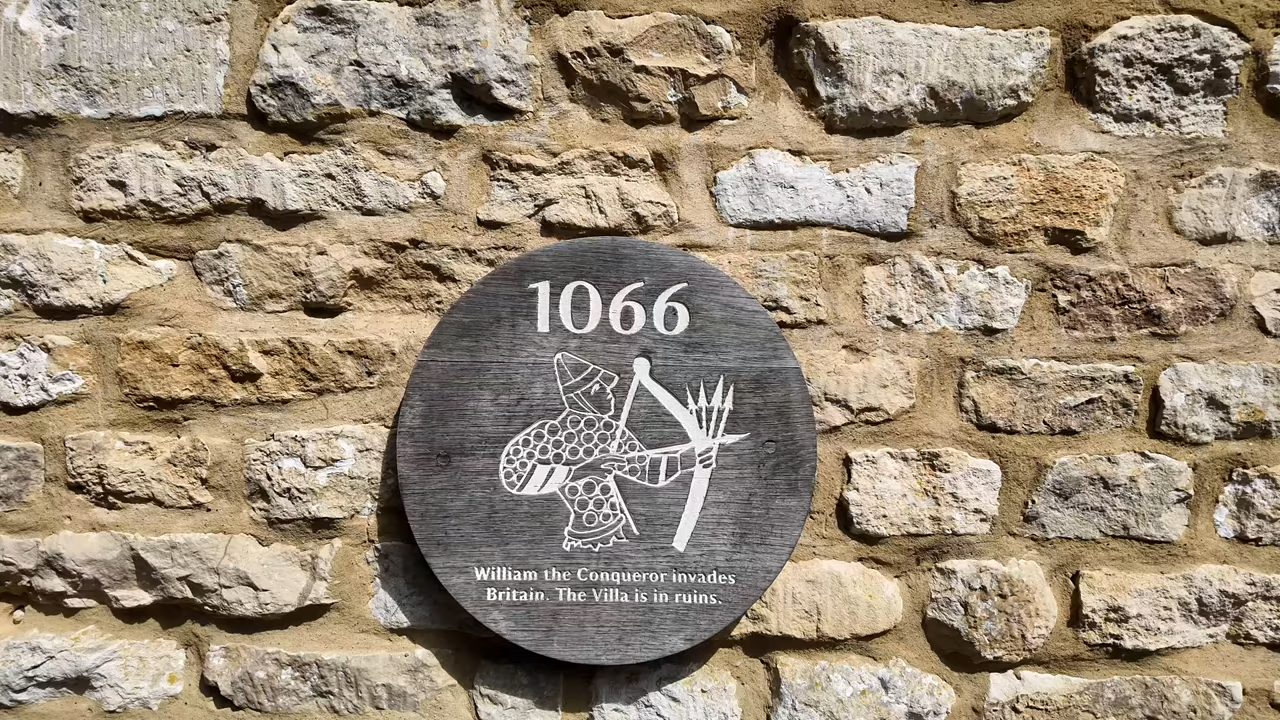 1066
William the Conqueror invades
Britain. The Villa is in ruins.